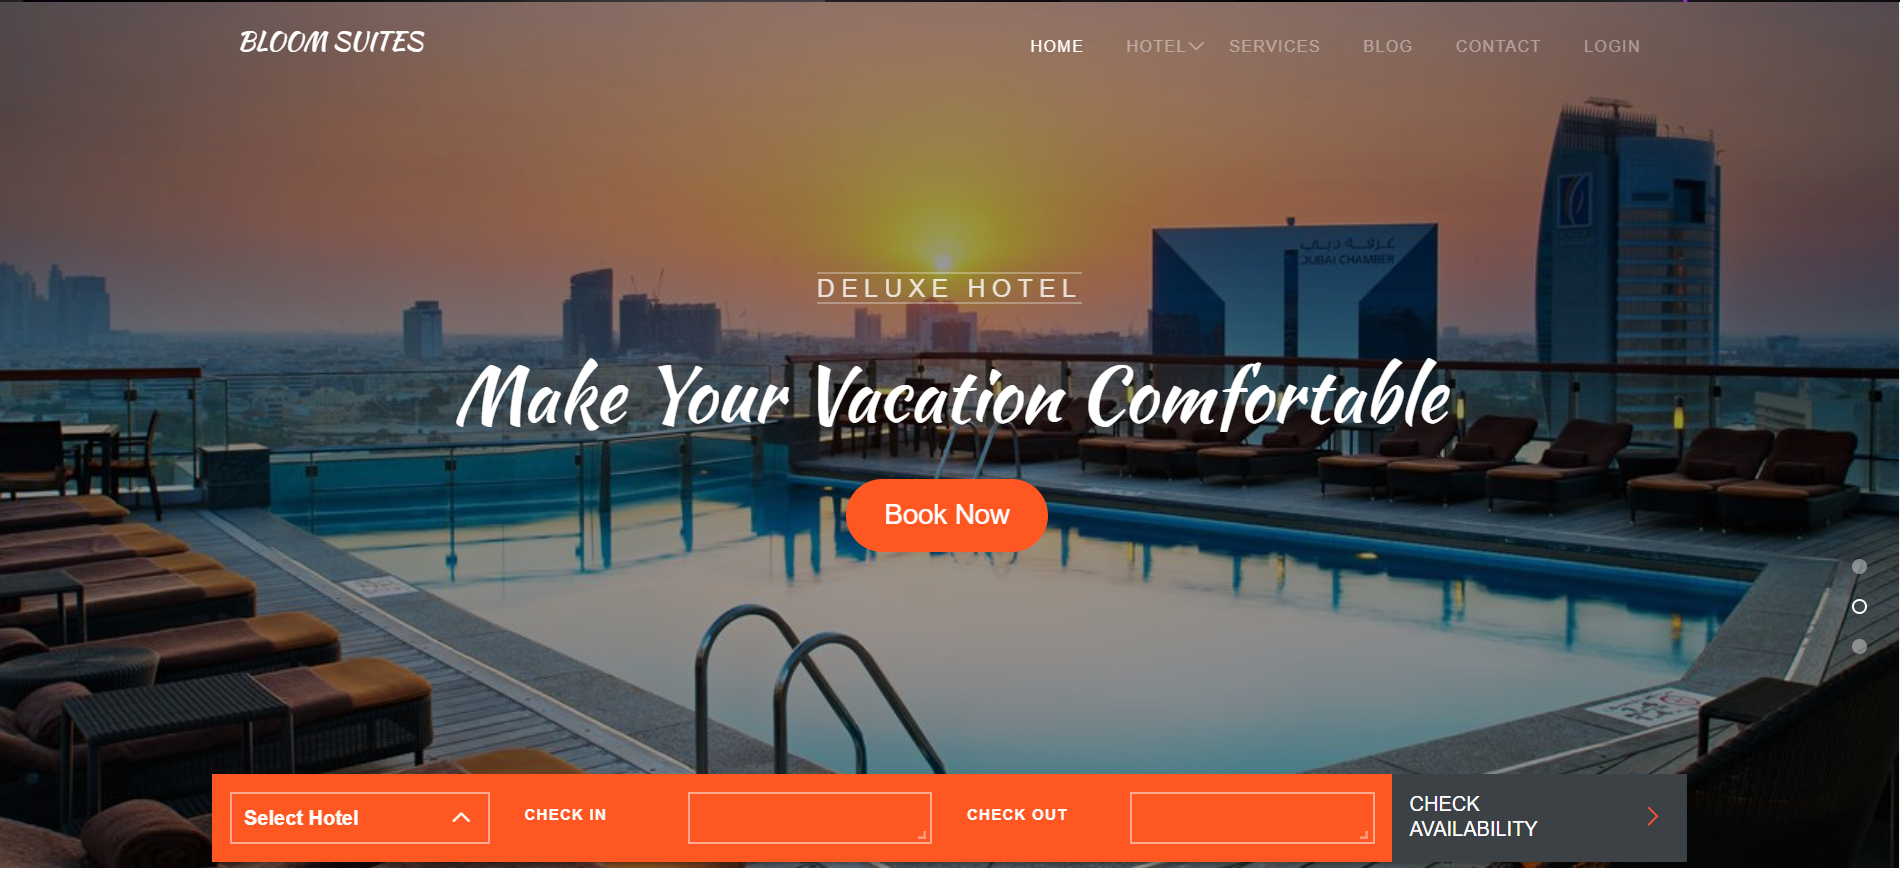 BLOOM SUITES
HOME HOTEL SERVICES BLOG CONTACT LOGIN
غرفة دبي
DUBAI CHAMBER
DELUXE HOTEL
Make Your Vacation Comfortable
Book Now
Select Hotel
CHECK IN
CHECK OUT
CHECK
AVAILABILITY